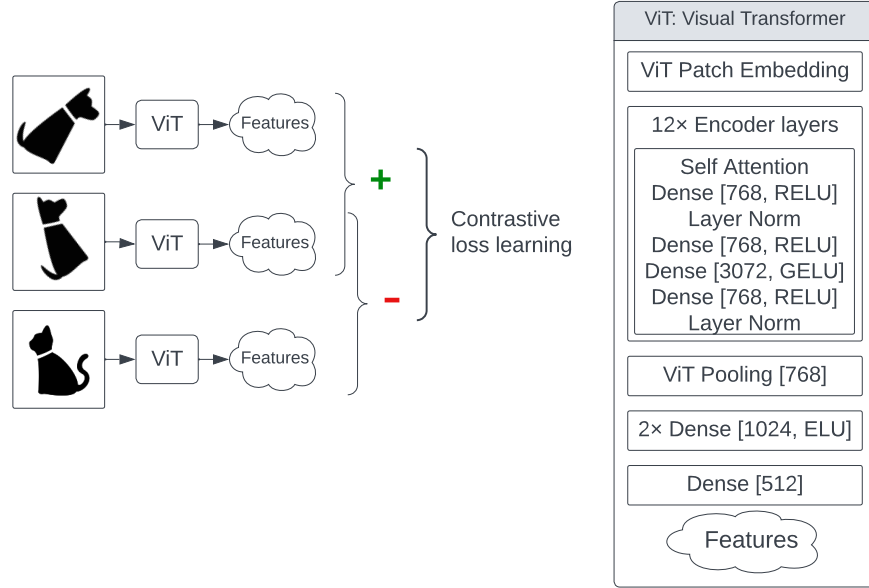 ViT
Features
+
ViT
Features
Contrastive
loss learning
-
ViT
Features
ViT: Visual Transformer
ViT Patch Embedding
12× Encoder layers
Self Attention
Dense [768, RELU]
Layer Norm
Dense [768, RELU]
Dense [3072, GELU]
Dense [768, RELU]
Layer Norm
ViT Pooling [768]
2× Dense [1024, ELU]
Dense [512]
Features